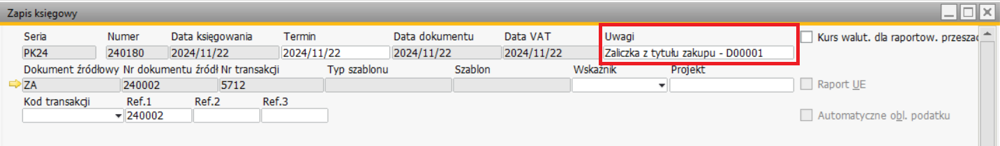 Zapis księgowy
Seria Numer Data księgowania Termin Data dokumentu Data VAT Uwagi Kurs walut. dla raportow. przeszac
PK24 240180 2024/11/22 2024/11/22 2024/11/22 2024/11/22 Zaliczka z tytułu zakupu - D00001
Dokument źródłowy Nr dokumentu źródł Nr transakcji Typ szablonu Szablon Wskaźnik Projekt
ZA 240002 5712 Raport UE
Kod transakcji Ref.1 Ref.2 Ref.3
240002 Automatyczne obl. podatku